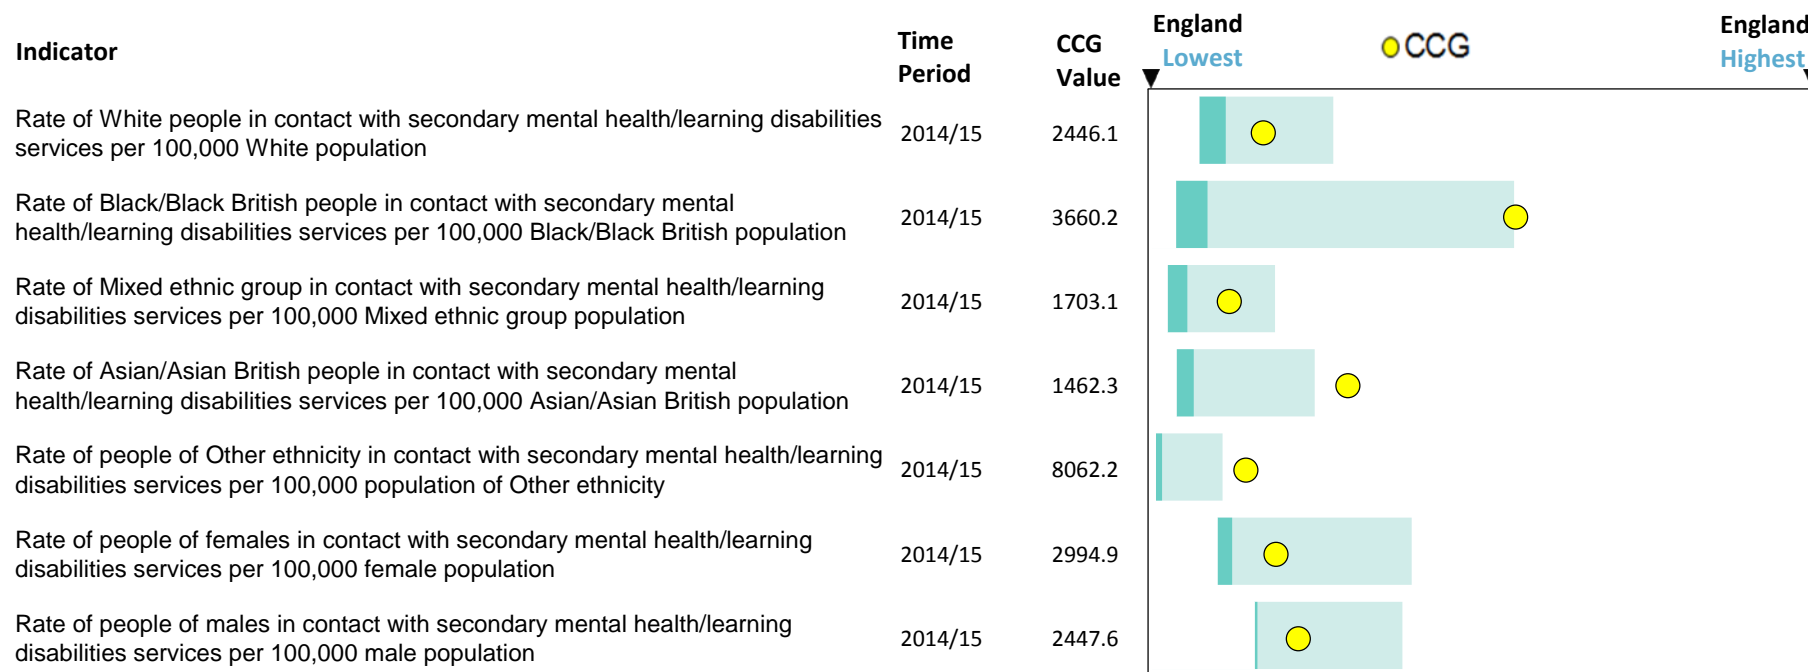 Indicator
Time
Period
CCG
Value
England
Lowest
CCG
England
Highest
Rate of White people in contact with secondary mental health/learning disabilities
services per 100,000 White population
2014/15
2446.1
Rate of Black/Black British people in contact with secondary mental
health/learning disabilities services per 100,000 Black/Black British population
2014/15
3660.2
Rate of Mixed ethnic group in contact with secondary mental health/learning
disabilities services per 100,000 Mixed ethnic group population
2014/15
1703.1
Rate of Asian/Asian British people in contact with secondary mental
health/learning disabilities services per 100,000 Asian/Asian British population
2014/15
1462.3
Rate of people of Other ethnicity in contact with secondary mental health/learning
disabilities services per 100,000 population of Other ethnicity
2014/15
8062.2
Rate of people of females in contact with secondary mental health/learning
disabilities services per 100,000 female population
2014/15
2994.9
Rate of people of males in contact with secondary mental health/learning
disabilities services per 100,000 male population
2014/15
2447.6